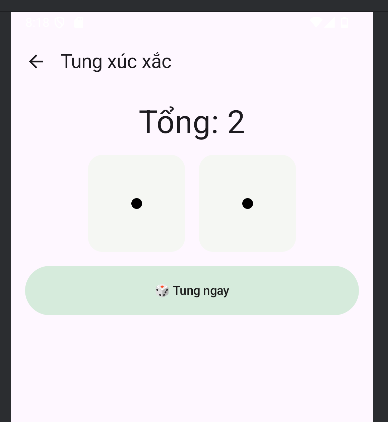 Tung xúc xắc
Tổng: 2
🎲 Tung ngay